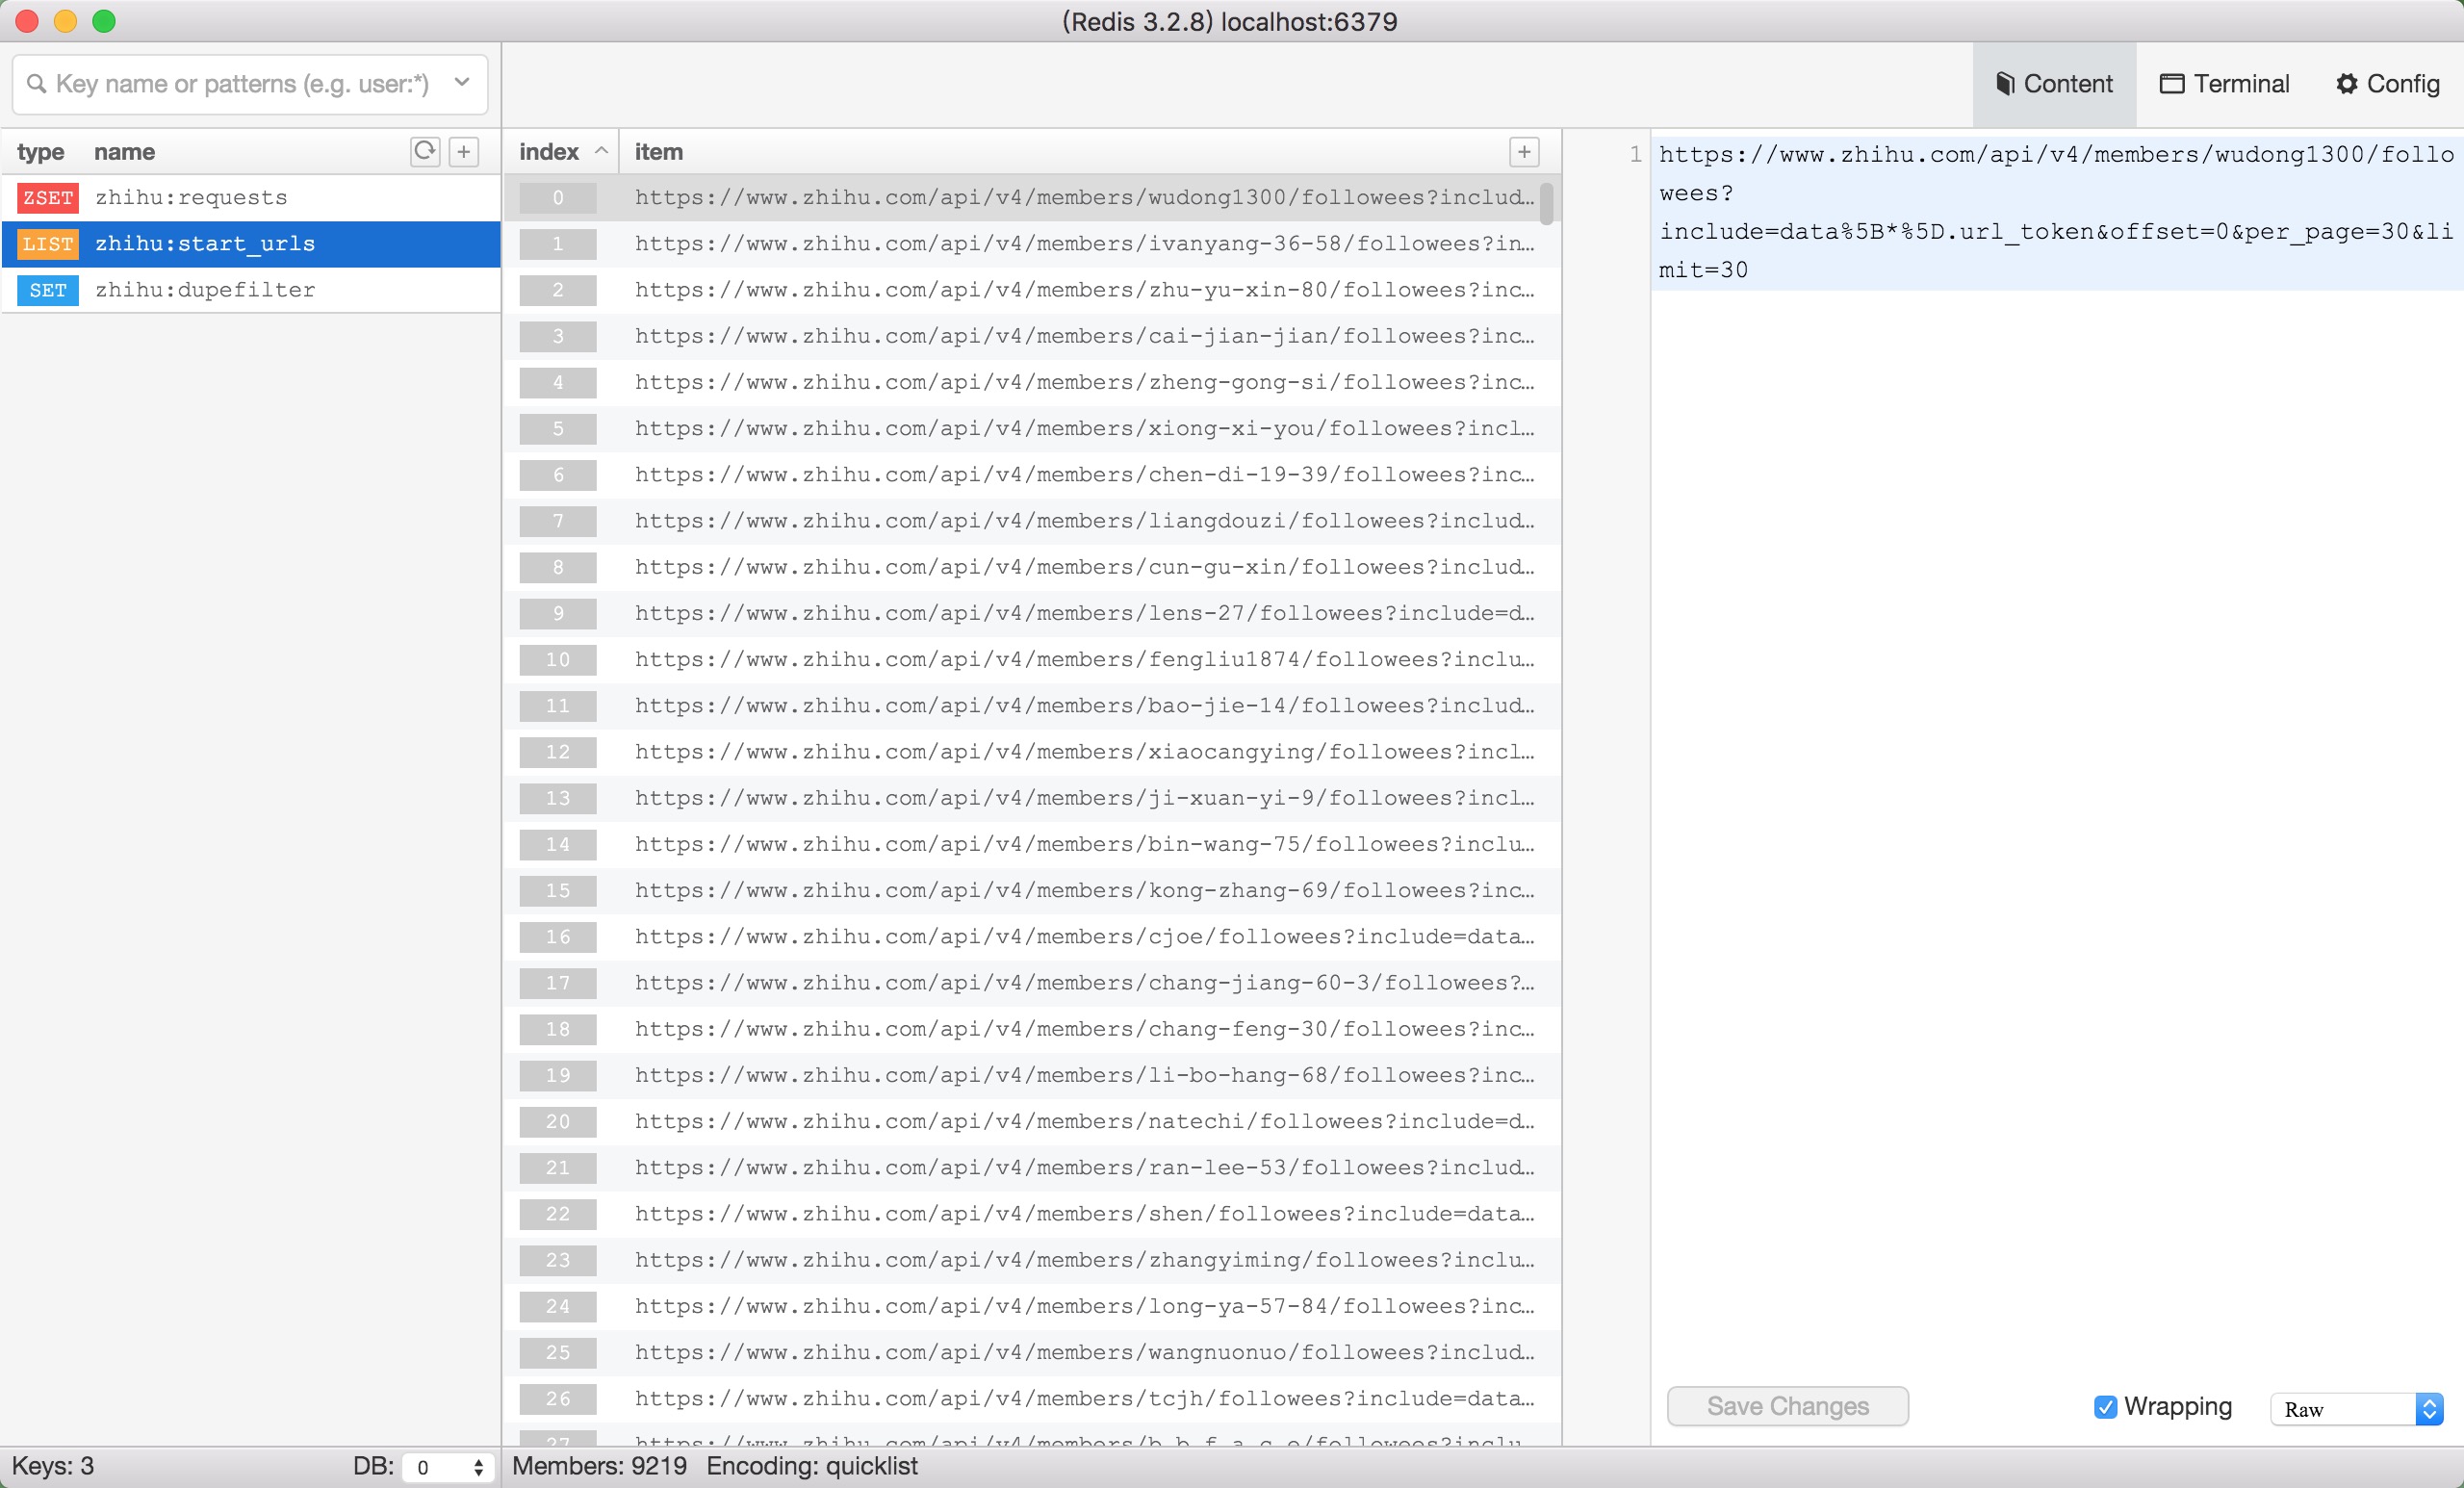 (Redis 3.2.8) localhost:6379
Key name or patterns (e.g. user:*)
Content Terminal Config
type name
ZSET zhihu:requests
LIST zhihu:start_urls
SET zhihu:dupefilter
index item
0 https://www.zhihu.com/api/v4/members/wudong1300/followees?includ…
1 https://www.zhihu.com/api/v4/members/ivanyang-36-58/followees?in…
2 https://www.zhihu.com/api/v4/members/zhu-yu-xin-80/followees?inc…
3 https://www.zhihu.com/api/v4/members/cai-jian-jian/followees?inc…
4 https://www.zhihu.com/api/v4/members/zheng-gong-si/followees?inc…
5 https://www.zhihu.com/api/v4/members/xiong-xi-you/followees?incl…
6 https://www.zhihu.com/api/v4/members/chen-di-19-39/followees?inc…
7 https://www.zhihu.com/api/v4/members/liangdouzi/followees?includ…
8 https://www.zhihu.com/api/v4/members/cun-gu-xin/followees?includ…
9 https://www.zhihu.com/api/v4/members/lens-27/followees?include=d…
10 https://www.zhihu.com/api/v4/members/fengliu1874/followees?inclu…
11 https://www.zhihu.com/api/v4/members/bao-jie-14/followees?includ…
12 https://www.zhihu.com/api/v4/members/xiaocangying/followees?incl…
13 https://www.zhihu.com/api/v4/members/ji-xuan-yi-9/followees?incl…
14 https://www.zhihu.com/api/v4/members/bin-wang-75/followees?inclu…
15 https://www.zhihu.com/api/v4/members/kong-zhang-69/followees?inc…
16 https://www.zhihu.com/api/v4/members/cjoe/followees?include=data…
17 https://www.zhihu.com/api/v4/members/chang-jiang-60-3/followees?…
18 https://www.zhihu.com/api/v4/members/chang-feng-30/followees?inc…
19 https://www.zhihu.com/api/v4/members/li-bo-hang-68/followees?inc…
20 https://www.zhihu.com/api/v4/members/natechi/followees?include=d…
21 https://www.zhihu.com/api/v4/members/ran-lee-53/followees?includ…
22 https://www.zhihu.com/api/v4/members/shen/followees?include=data…
23 https://www.zhihu.com/api/v4/members/zhangyiming/followees?inclu…
24 https://www.zhihu.com/api/v4/members/long-ya-57-84/followees?inc…
25 https://www.zhihu.com/api/v4/members/wangnuonuo/followees?includ…
26 https://www.zhihu.com/api/v4/members/tcjh/followees?include=data…
1 https://www.zhihu.com/api/v4/members/wudong1300/follo
wees?
include=data%5B*%5D.url_token&offset=0&per_page=30&li
mit=30
Save Changes Wrapping Raw
Keys: 3 DB: 0 Members: 9219 Encoding: quicklist